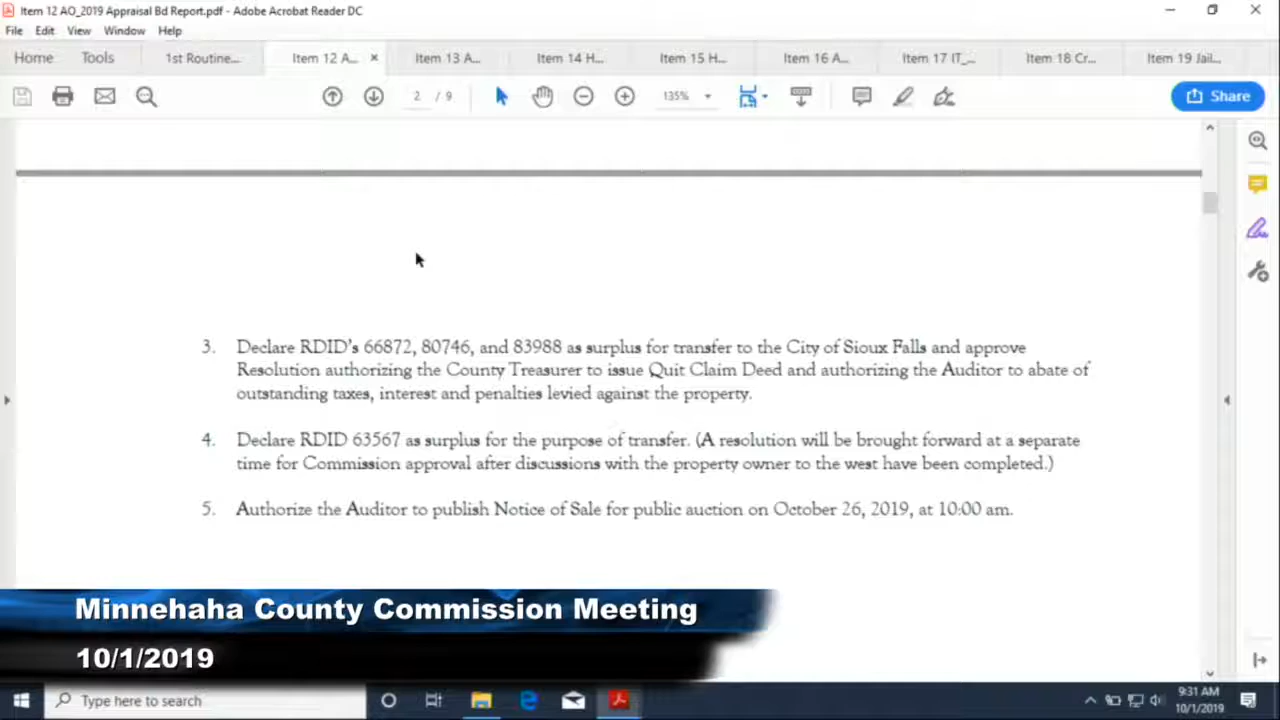 Item 12 AO_2019 Appraisal Bd Report.pdf - Adobe Acrobat Reader DC
File Edit View Window Help
Home Tools 1st Routine... Item 12 A... × Item 13 A... Item 14 H... Item 15 H... Item 16 A... Item 17 IT_... Item 18 Cr... Item 19 Jail...
2 / 9 135% Share
3. Declare RDID's 66872, 80746, and 83988 as surplus for transfer to the City of Sioux Falls and approve
Resolution authorizing the County Treasurer to issue Quit Claim Deed and authorizing the Auditor to abate of
outstanding taxes, interest and penalties levied against the property.
4. Declare RDID 63567 as surplus for the purpose of transfer. (A resolution will be brought forward at a separate
time for Commission approval after discussions with the property owner to the west have been completed.)
5. Authorize the Auditor to publish Notice of Sale for public auction on October 26, 2019, at 10:00 am.
Minnehaha County Commission Meeting
10/1/2019
Type here to search
9:31 AM
10/1/2019